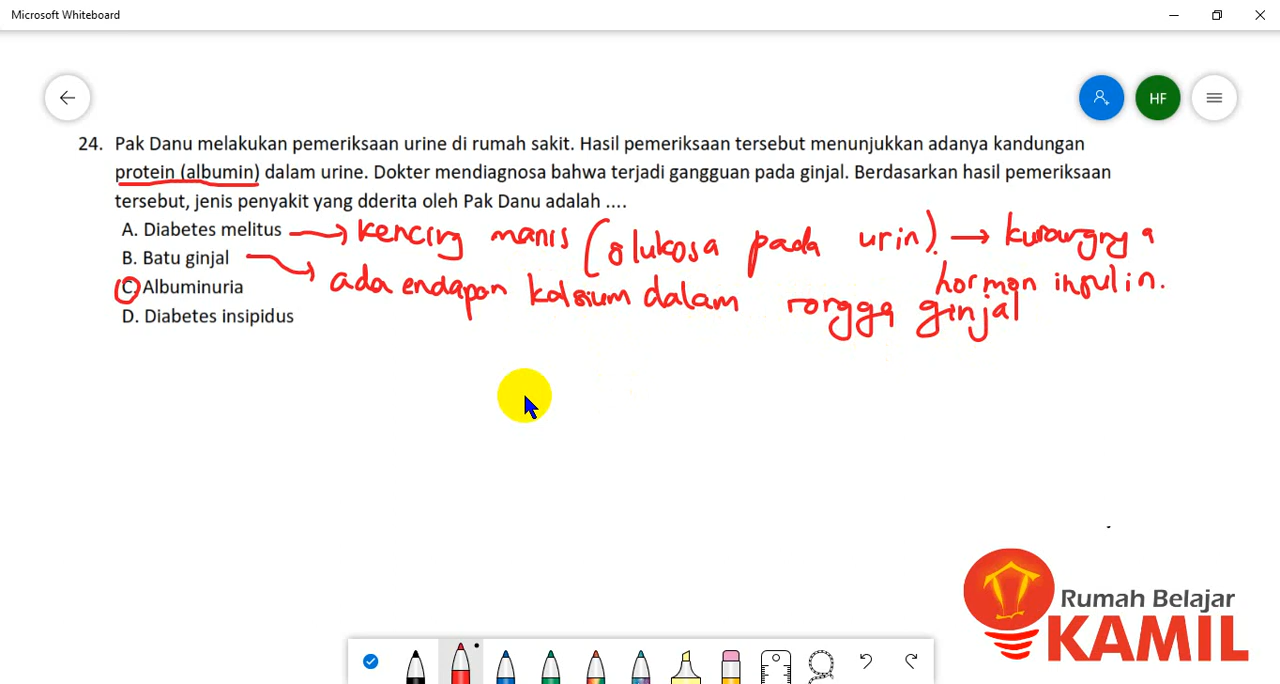 Microsoft Whiteboard
HF
24. Pak Danu melakukan pemeriksaan urine di rumah sakit. Hasil pemeriksaan tersebut menunjukkan adanya kandungan
protein (albumin) dalam urine. Dokter mendiagnosa bahwa terjadi gangguan pada ginjal. Berdasarkan hasil pemeriksaan
tersebut, jenis penyakit yang dderita oleh Pak Danu adalah ....
A. Diabetes melitus → kencing manis (glukosa pada urin). → kurangnya
hormon insulin.
B. Batu ginjal → ada endapan kalsium dalam rongga ginjal
C. Albuminuria
D. Diabetes insipidus
Rumah Belajar
KAMIL